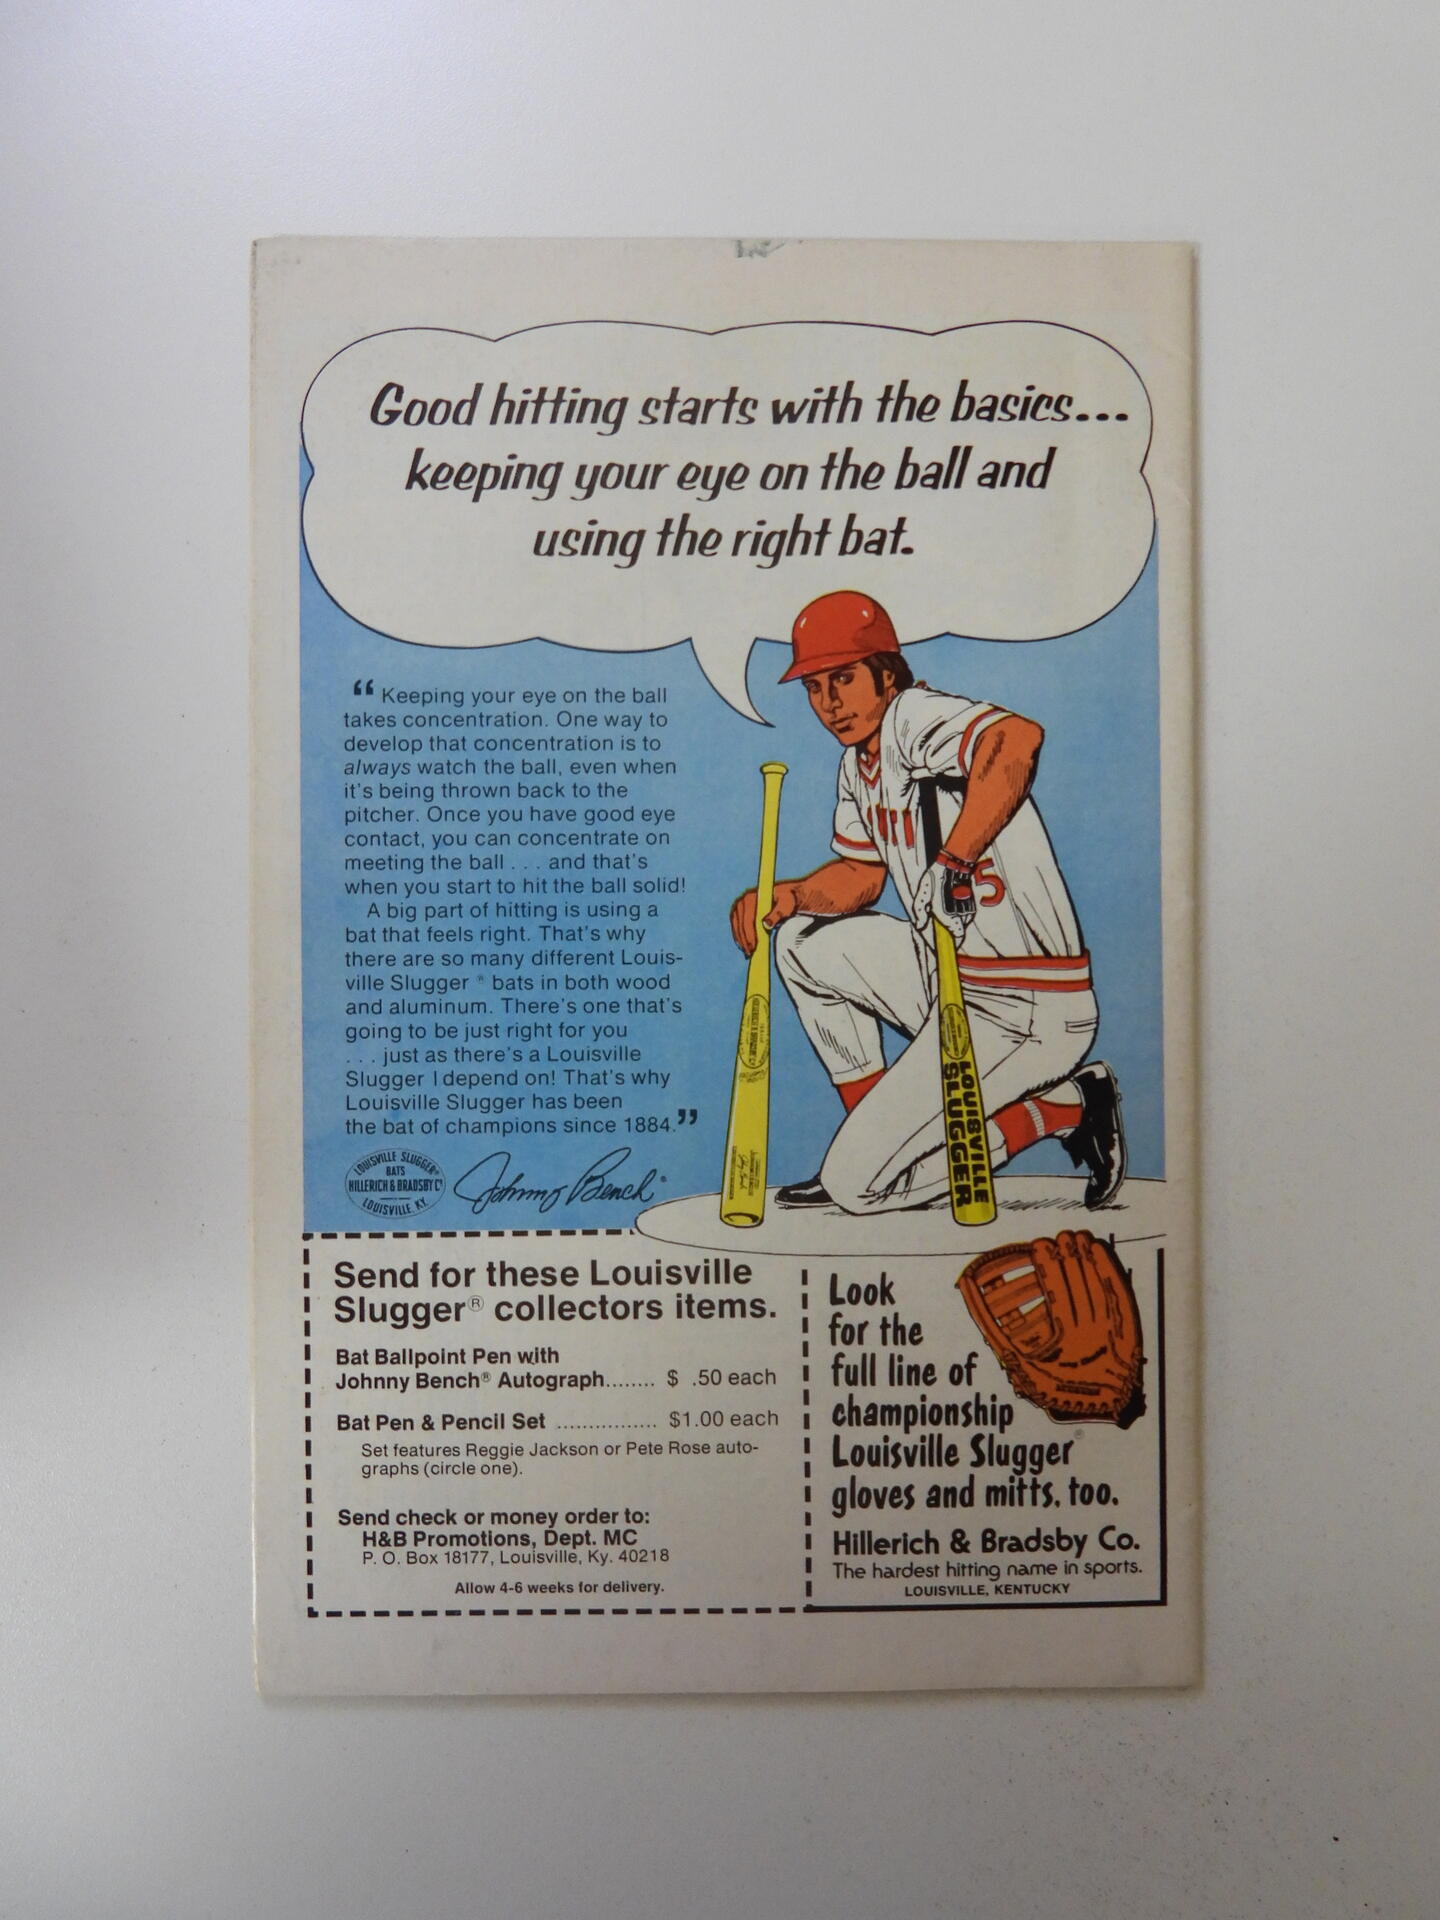 Good hitting starts with the basics...
keeping your eye on the ball and
using the right bat.
“ Keeping your eye on the ball
takes concentration. One way to
develop that concentration is to
always watch the ball, even when
it's being thrown back to the
pitcher. Once you have good eye
contact, you can concentrate on
meeting the ball . . . and that's
when you start to hit the ball solid!
A big part of hitting is using a
bat that feels right. That's why
there are so many different Louis-
ville Slugger ® bats in both wood
and aluminum. There's one that's
going to be just right for you
. . . just as there's a Louisville
Slugger I depend on! That's why
Louisville Slugger has been
the bat of champions since 1884.”
LOUISVILLE SLUGGER®
BATS
HILLERICH & BRADSBY Co
LOUISVILLE, KY.
Johnny Bench
5
LOUISVILLE
SLUGGER
Send for these Louisville
Slugger® collectors items.
Bat Ballpoint Pen with
Johnny Bench® Autograph........ $ .50 each
Bat Pen & Pencil Set ................ $1.00 each
Set features Reggie Jackson or Pete Rose auto-
graphs (circle one).
Send check or money order to:
H&B Promotions, Dept. MC
P. O. Box 18177, Louisville, Ky. 40218
Allow 4-6 weeks for delivery.
Look
for the
full line of
championship
Louisville Slugger®
gloves and mitts, too.
Hillerich & Bradsby Co.
The hardest hitting name in sports.
LOUISVILLE, KENTUCKY